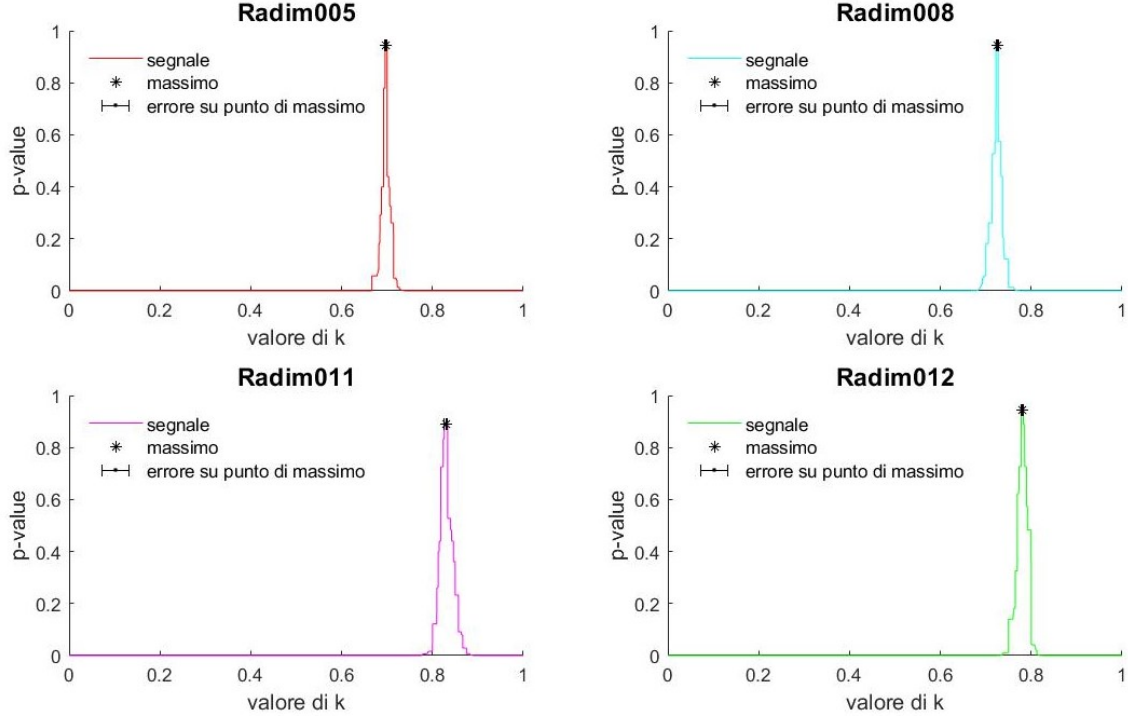 Radim005
1
0.8
0.6
0.4
0.2
0
p-value
segnale
massimo
errore su punto di massimo
0 0.2 0.4 0.6 0.8 1
valore di k
Radim008
1
0.8
0.6
0.4
0.2
0
p-value
segnale
massimo
errore su punto di massimo
0 0.2 0.4 0.6 0.8 1
valore di k
Radim011
1
0.8
0.6
0.4
0.2
0
p-value
segnale
massimo
errore su punto di massimo
0 0.2 0.4 0.6 0.8 1
valore di k
Radim012
1
0.8
0.6
0.4
0.2
0
p-value
segnale
massimo
errore su punto di massimo
0 0.2 0.4 0.6 0.8 1
valore di k